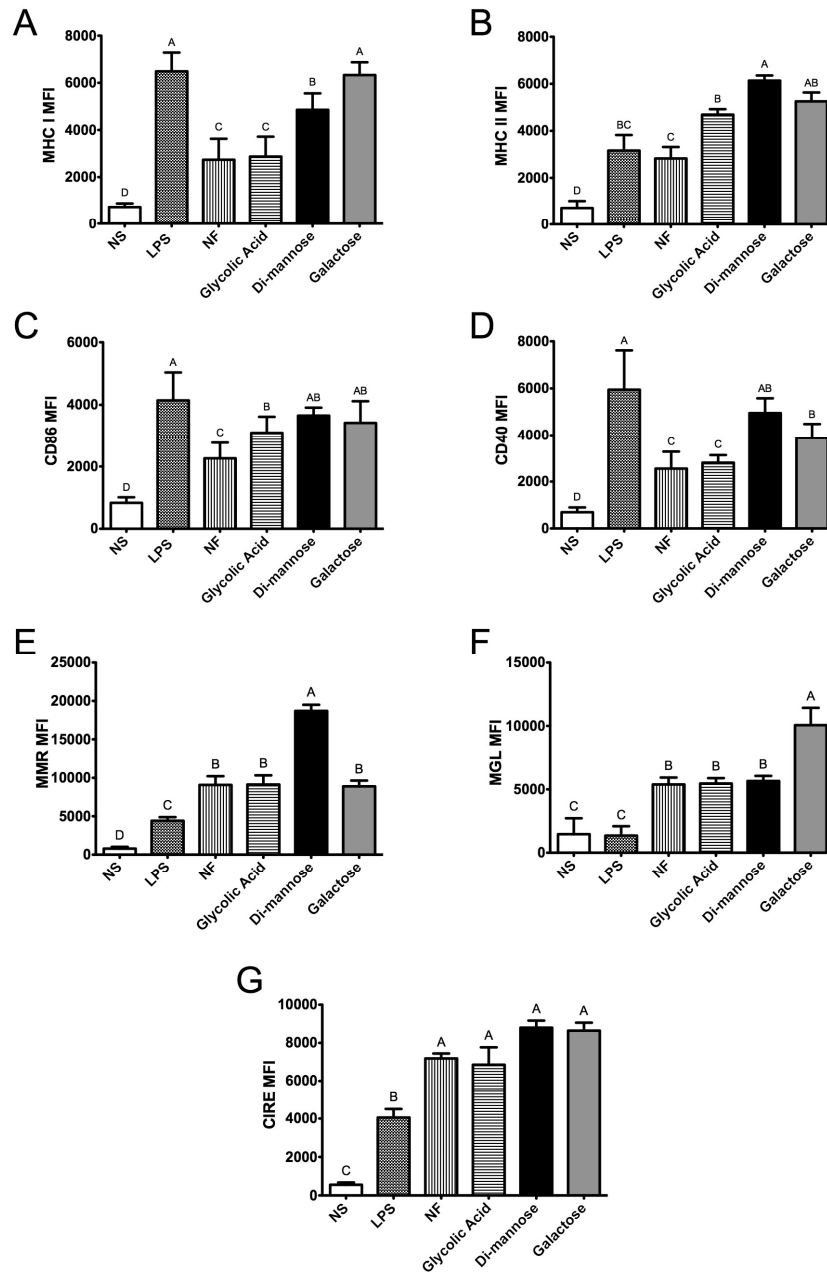 A
MHC I MFI
8000
6000
4000
2000
0
D
A
C
C
B
A
NS
LPS
NF
Glycolic Acid
Di-mannose
Galactose
B
MHC II MFI
8000
6000
4000
2000
0
D
BC
C
B
A
AB
NS
LPS
NF
Glycolic Acid
Di-mannose
Galactose
C
CD86 MFI
6000
4000
2000
0
D
A
C
B
AB
AB
NS
LPS
NF
Glycolic Acid
Di-mannose
Galactose
D
CD40 MFI
8000
6000
4000
2000
0
D
A
C
C
AB
B
NS
LPS
NF
Glycolic Acid
Di-mannose
Galactose
E
MMR MFI
25000
20000
15000
10000
5000
0
D
C
B
B
A
B
NS
LPS
NF
Glycolic Acid
Di-mannose
Galactose
F
MGL MFI
15000
10000
5000
0
C
C
B
B
B
A
NS
LPS
NF
Glycolic Acid
Di-mannose
Galactose
G
CIRE MFI
10000
8000
6000
4000
2000
0
C
B
A
A
A
A
NS
LPS
NF
Glycolic Acid
Di-mannose
Galactose